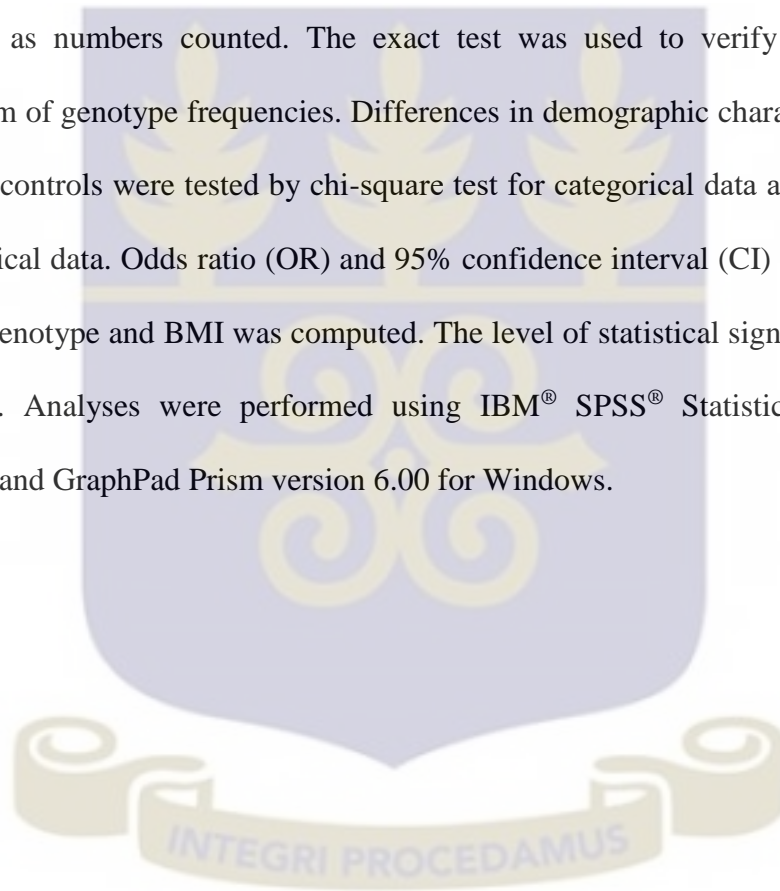 as numbers counted. The exact test was used to verify
m of genotype frequencies. Differences in demographic chara
controls were tested by chi-square test for categorical data a
ical data. Odds ratio (OR) and 95% confidence interval (CI)
enotype and BMI was computed. The level of statistical sign
. Analyses were performed using IBM® SPSS® Statistic
and GraphPad Prism version 6.00 for Windows.
INTEGRI PROCEDAMUS